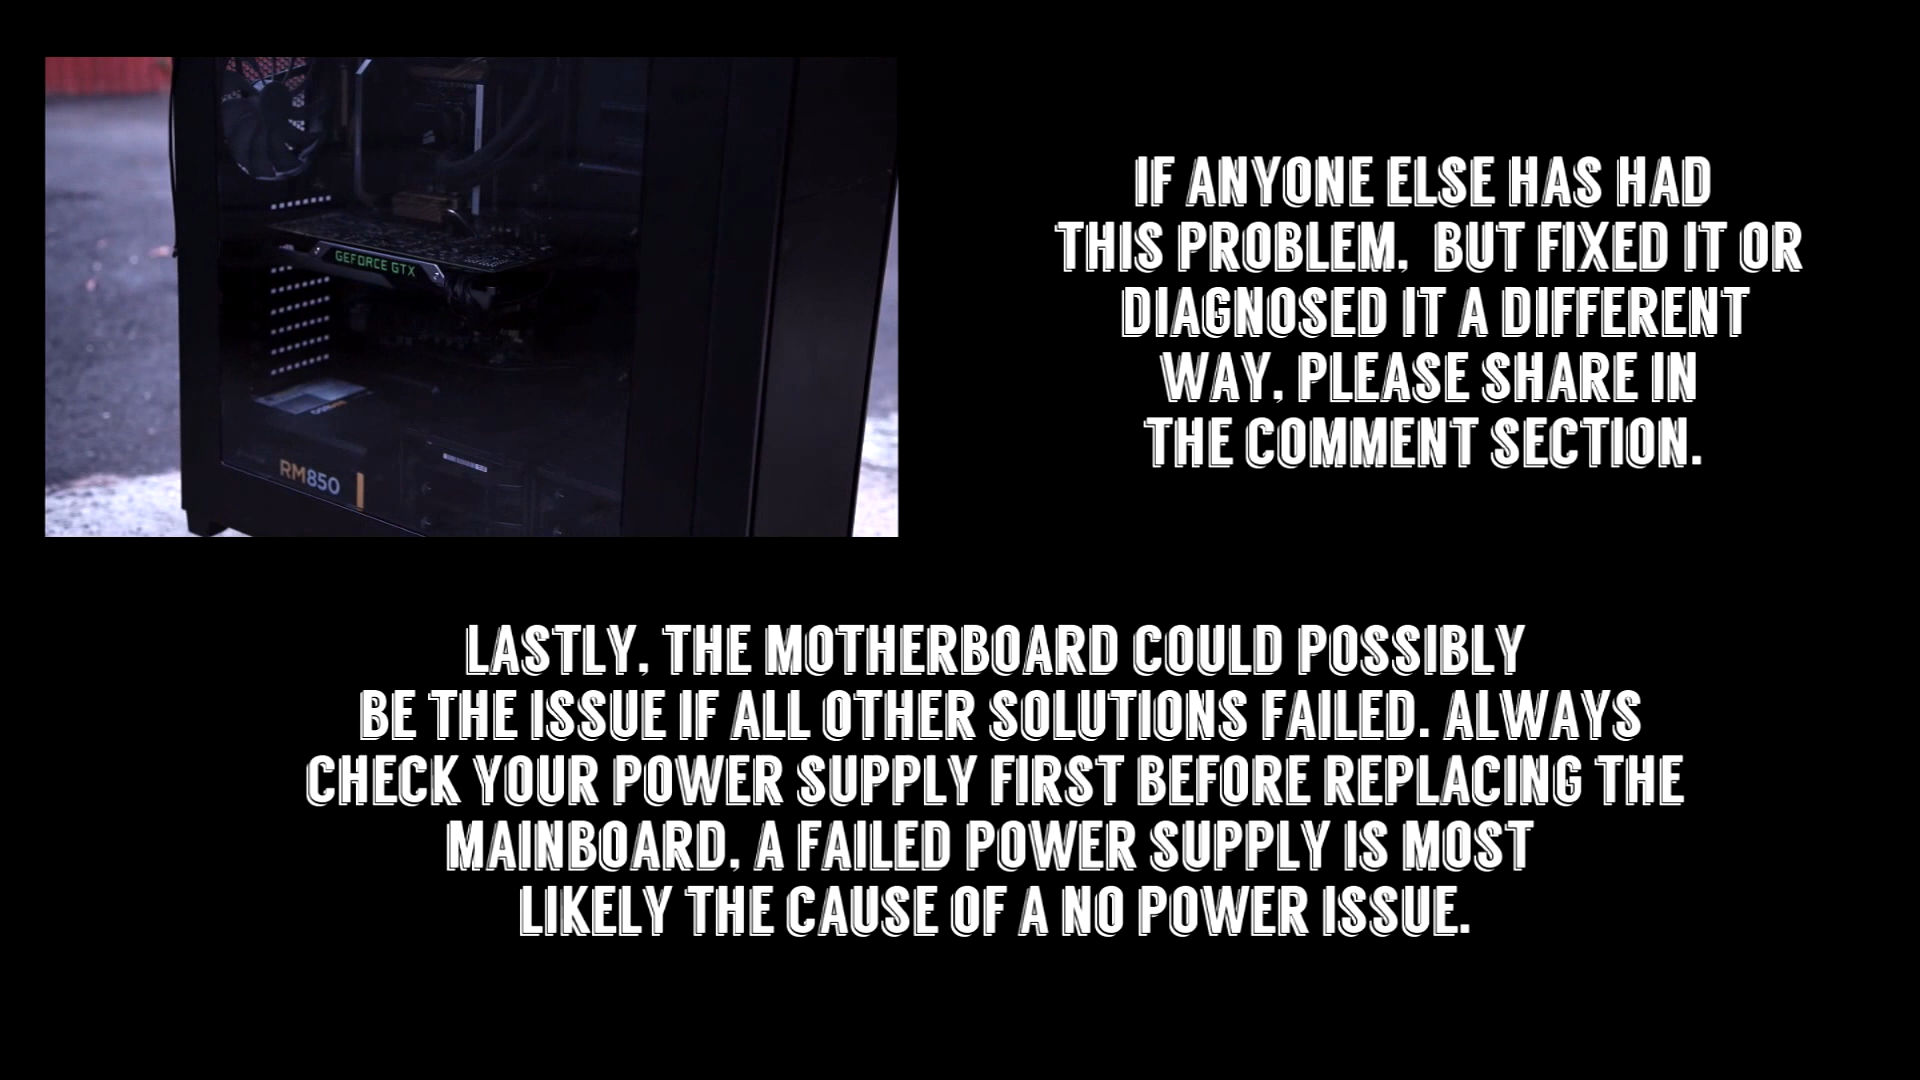 GEFORCE GTX
RM850
IF ANYONE ELSE HAS HAD
THIS PROBLEM, BUT FIXED IT OR
DIAGNOSED IT A DIFFERENT
WAY, PLEASE SHARE IN
THE COMMENT SECTION.
LASTLY, THE MOTHERBOARD COULD POSSIBLY
BE THE ISSUE IF ALL OTHER SOLUTIONS FAILED. ALWAYS
CHECK YOUR POWER SUPPLY FIRST BEFORE REPLACING THE
MAINBOARD, A FAILED POWER SUPPLY IS MOST
LIKELY THE CAUSE OF A NO POWER ISSUE.